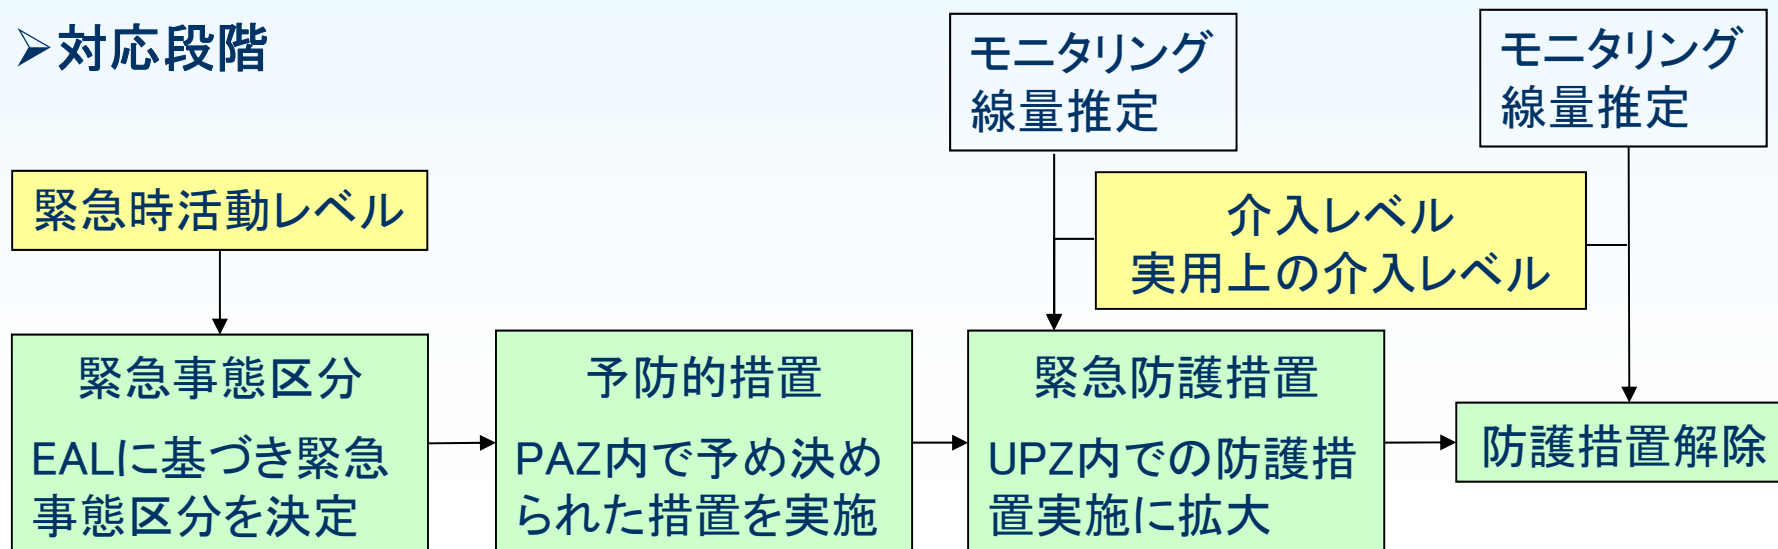 ➢対応段階
モニタリング
線量推定
モニタリング
線量推定
緊急時活動レベル
介入レベル
実用上の介入レベル
緊急事態区分
EALに基づき緊急
事態区分を決定
予防的措置
PAZ内で予め決め
られた措置を実施
緊急防護措置
UPZ内での防護措
置実施に拡大
防護措置解除